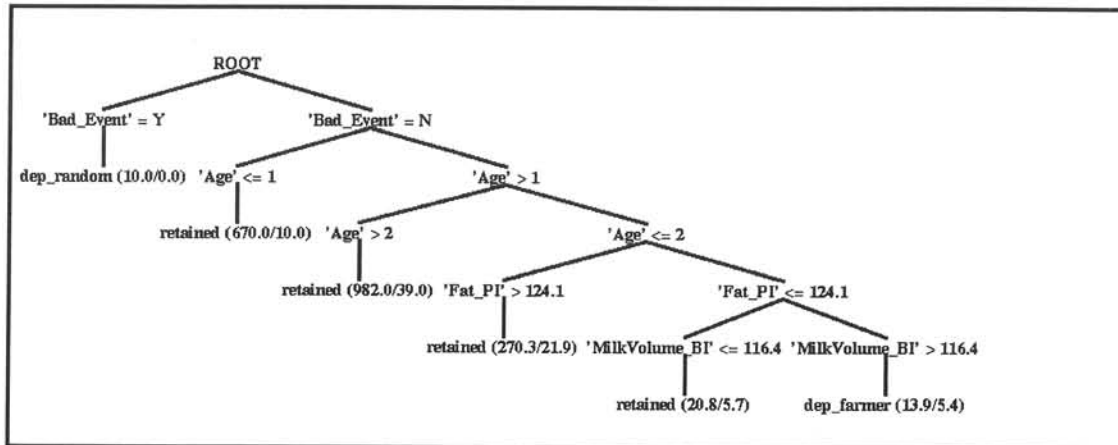 ROOT
'Bad_Event' = Y 'Bad_Event' = N
dep_random (10.0/0.0) 'Age' <= 1 'Age' > 1
retained (670.0/10.0) 'Age' > 2 'Age' <= 2
retained (982.0/39.0) 'Fat_PI' > 124.1 'Fat_PI' <= 124.1
retained (270.3/21.9) 'MilkVolume_BI' <= 116.4 'MilkVolume_BI' > 116.4
retained (20.8/5.7) dep_farmer (13.9/5.4)